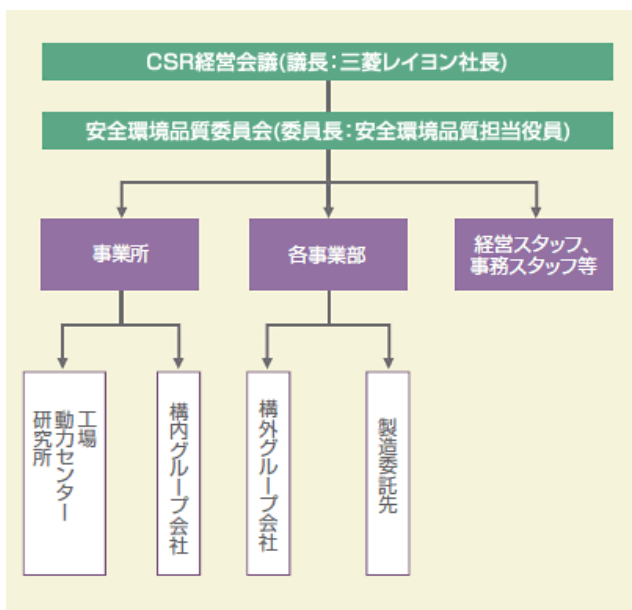 CSR経営会議(議長：三菱レイヨン社長)
安全環境品質委員会(委員長：安全環境品質担当役員)
事業所
各事業部
経営スタッフ、
事務スタッフ等
工場
動力センター
研究所
構内グループ会社
構外グループ会社
製造委託先